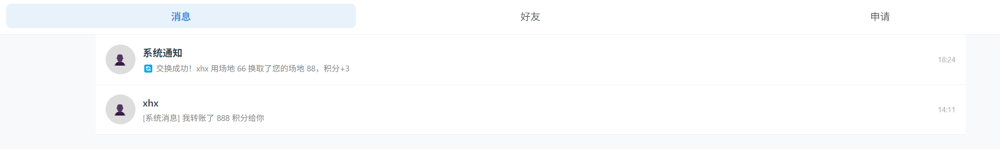 消息
好友
申请
系统通知
🔄 交换成功！xhx 用场地 66 换取了您的场地 88，积分+3
18:24
xhx
[系统消息] 我转账了 888 积分给你
14:11